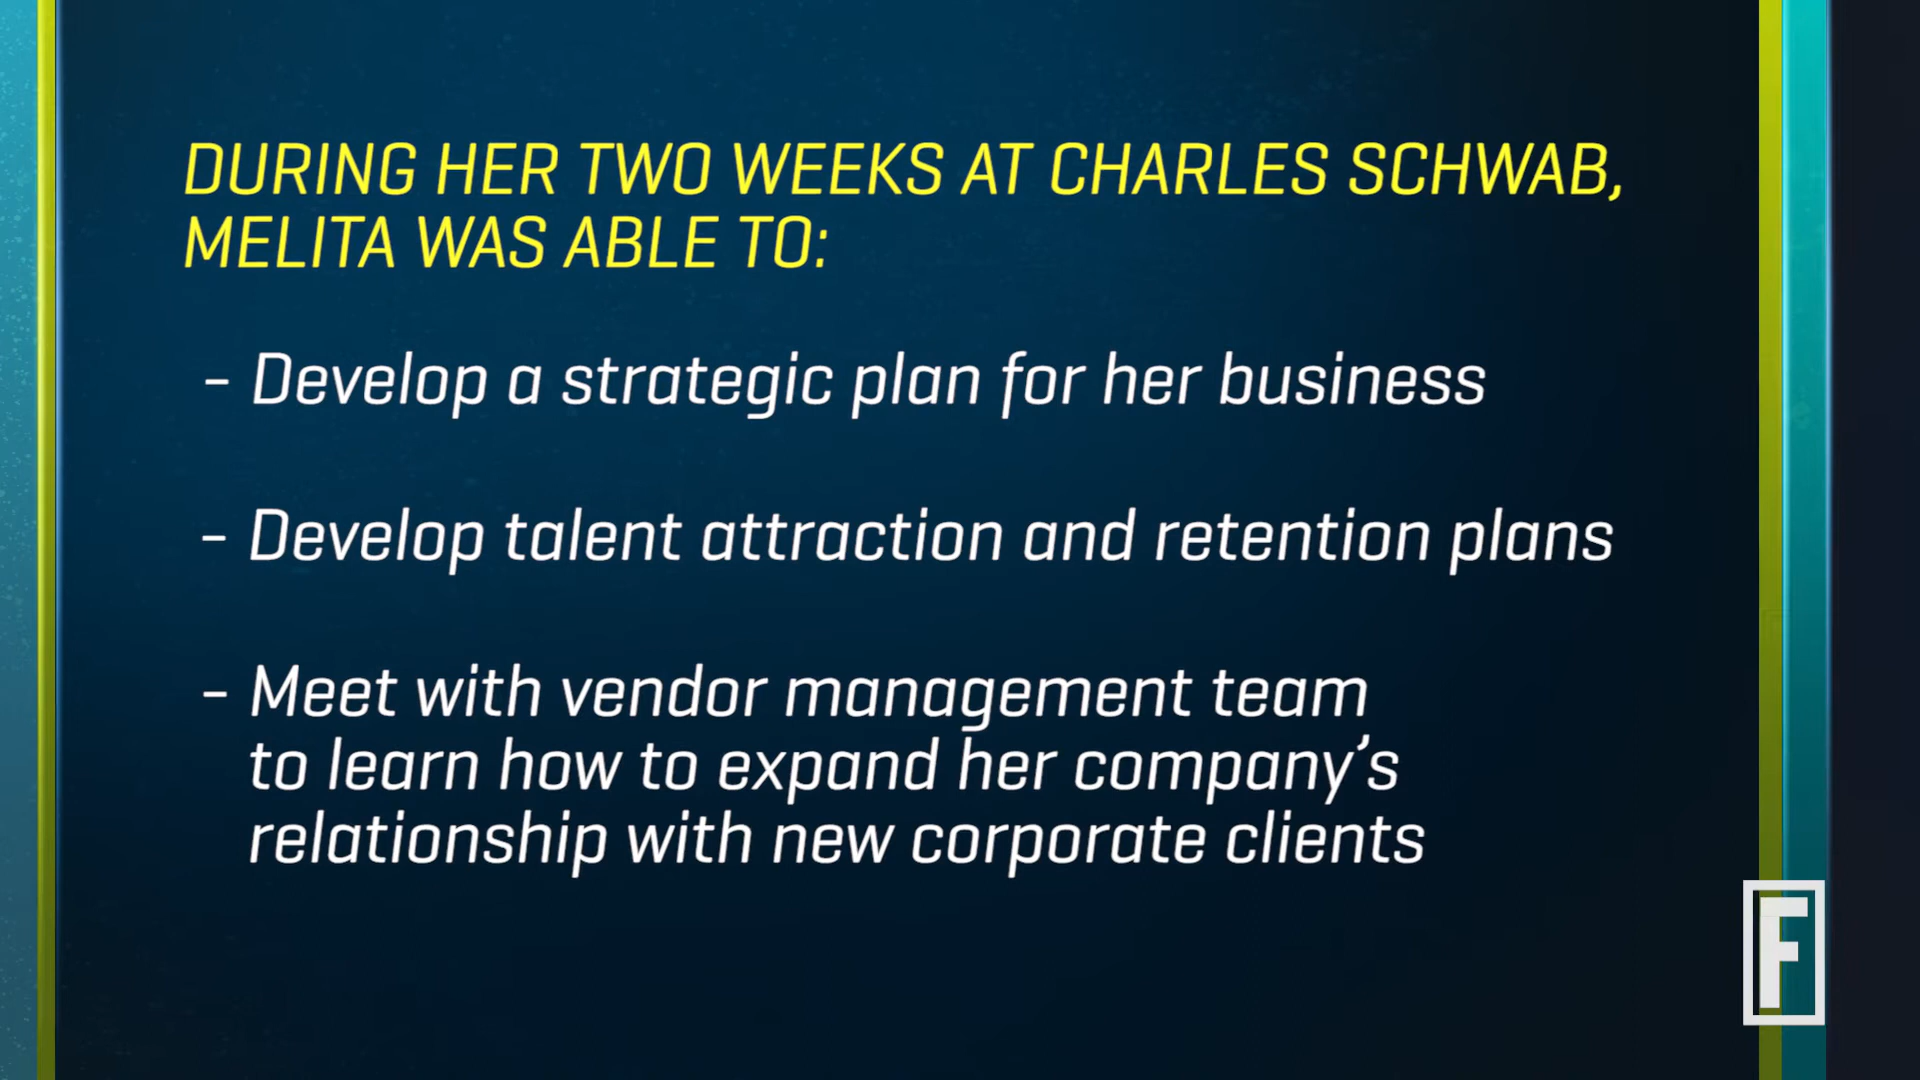 DURING HER TWO WEEKS AT CHARLES SCHWAB,
MELITA WAS ABLE TO:
- Develop a strategic plan for her business
- Develop talent attraction and retention plans
- Meet with vendor management team
to learn how to expand her company's
relationship with new corporate clients
F